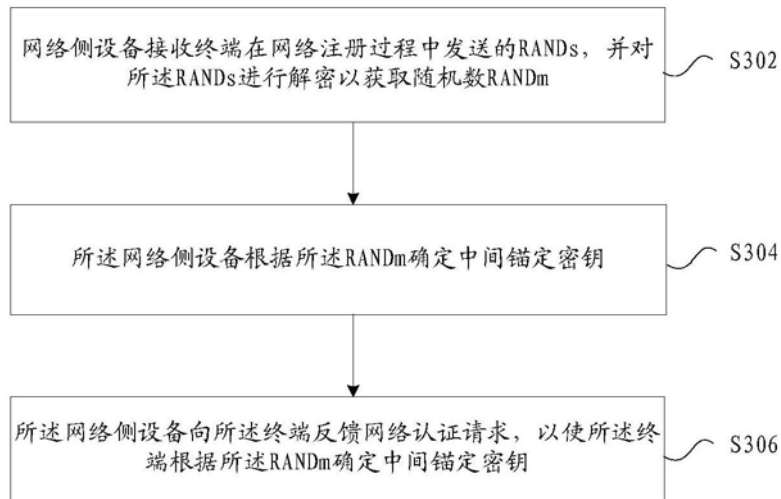 网络侧设备接收终端在网络注册过程中发送的RANDs，并对
所述RANDs进行解密以获取随机数RANDm
S302
所述网络侧设备根据所述RANDm确定中间锚定密钥
S304
所述网络侧设备向所述终端反馈网络认证请求，以使所述终
端根据所述RANDm确定中间锚定密钥
S306